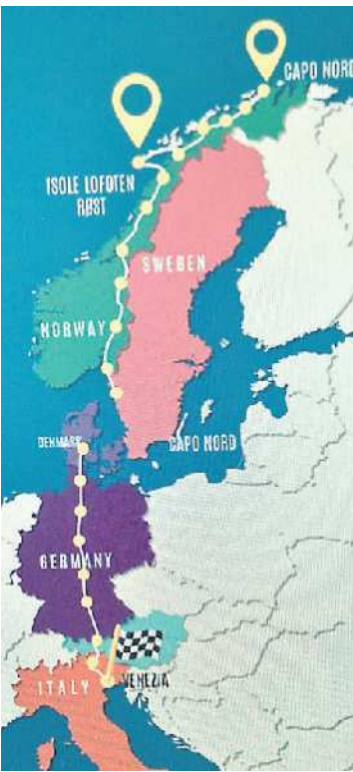 CAPO NORD
ISOLE LOFOTEN
RØST
SWEDEN
NORWAY
DENMARK
CAPO NORD
GERMANY
VENEZIA
ITALY